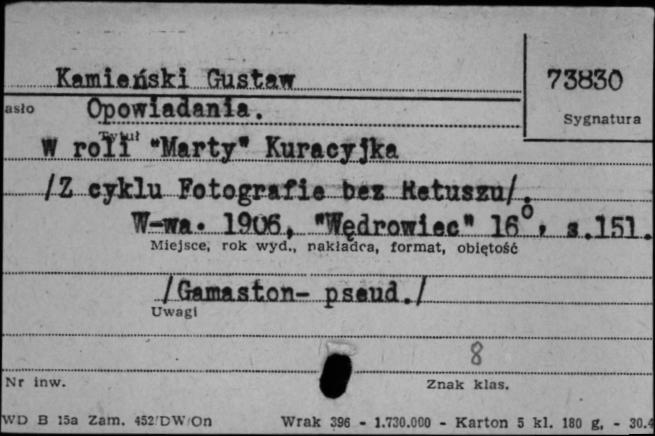 Kamieński Gustaw
73830
asło
Opowiadania.
Sygnatura
Tytuł
W roli "Marty" Kuracyjka
/Z cyklu Fotografie bez Retuszu/.
W-wa. 1906, "Wędrowiec" 16°, s.151.
Miejsce, rok wyd., nakładca, format, objętość
/Gamaston- pseud./
Uwagi
8
Nr inw.
Znak klas.
WD B 15a Zam. 452/DW/On
Wrak 396 - 1.730.000 - Karton 5 kl. 180 g. - 30.4